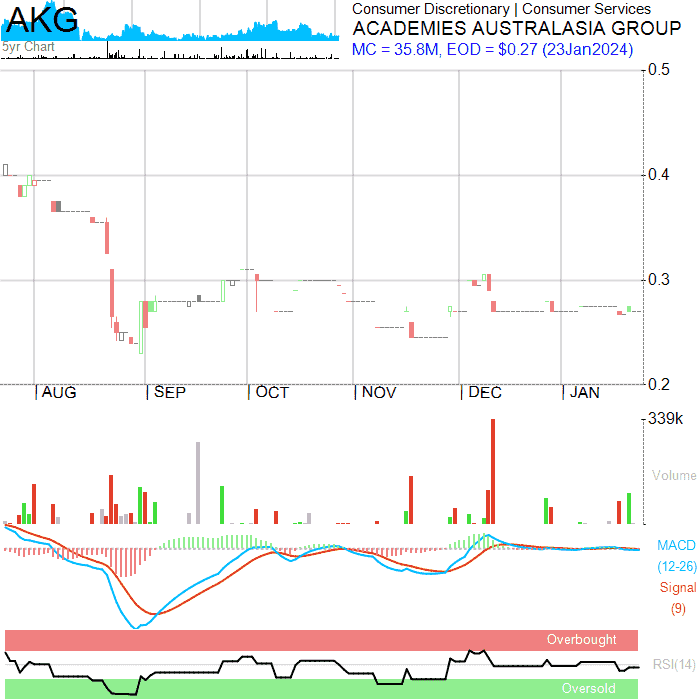 AKG
5yr Chart
Consumer Discretionary | Consumer Services
ACADEMIES AUSTRALASIA GROUP
MC = 35.8M, EOD = $0.27 (23Jan2024)
0.5
0.4
0.3
0.2
AUG SEP OCT NOV DEC JAN
339k
Volume
MACD
(12-26)
Signal
(9)
Overbought
RSI(14)
Oversold